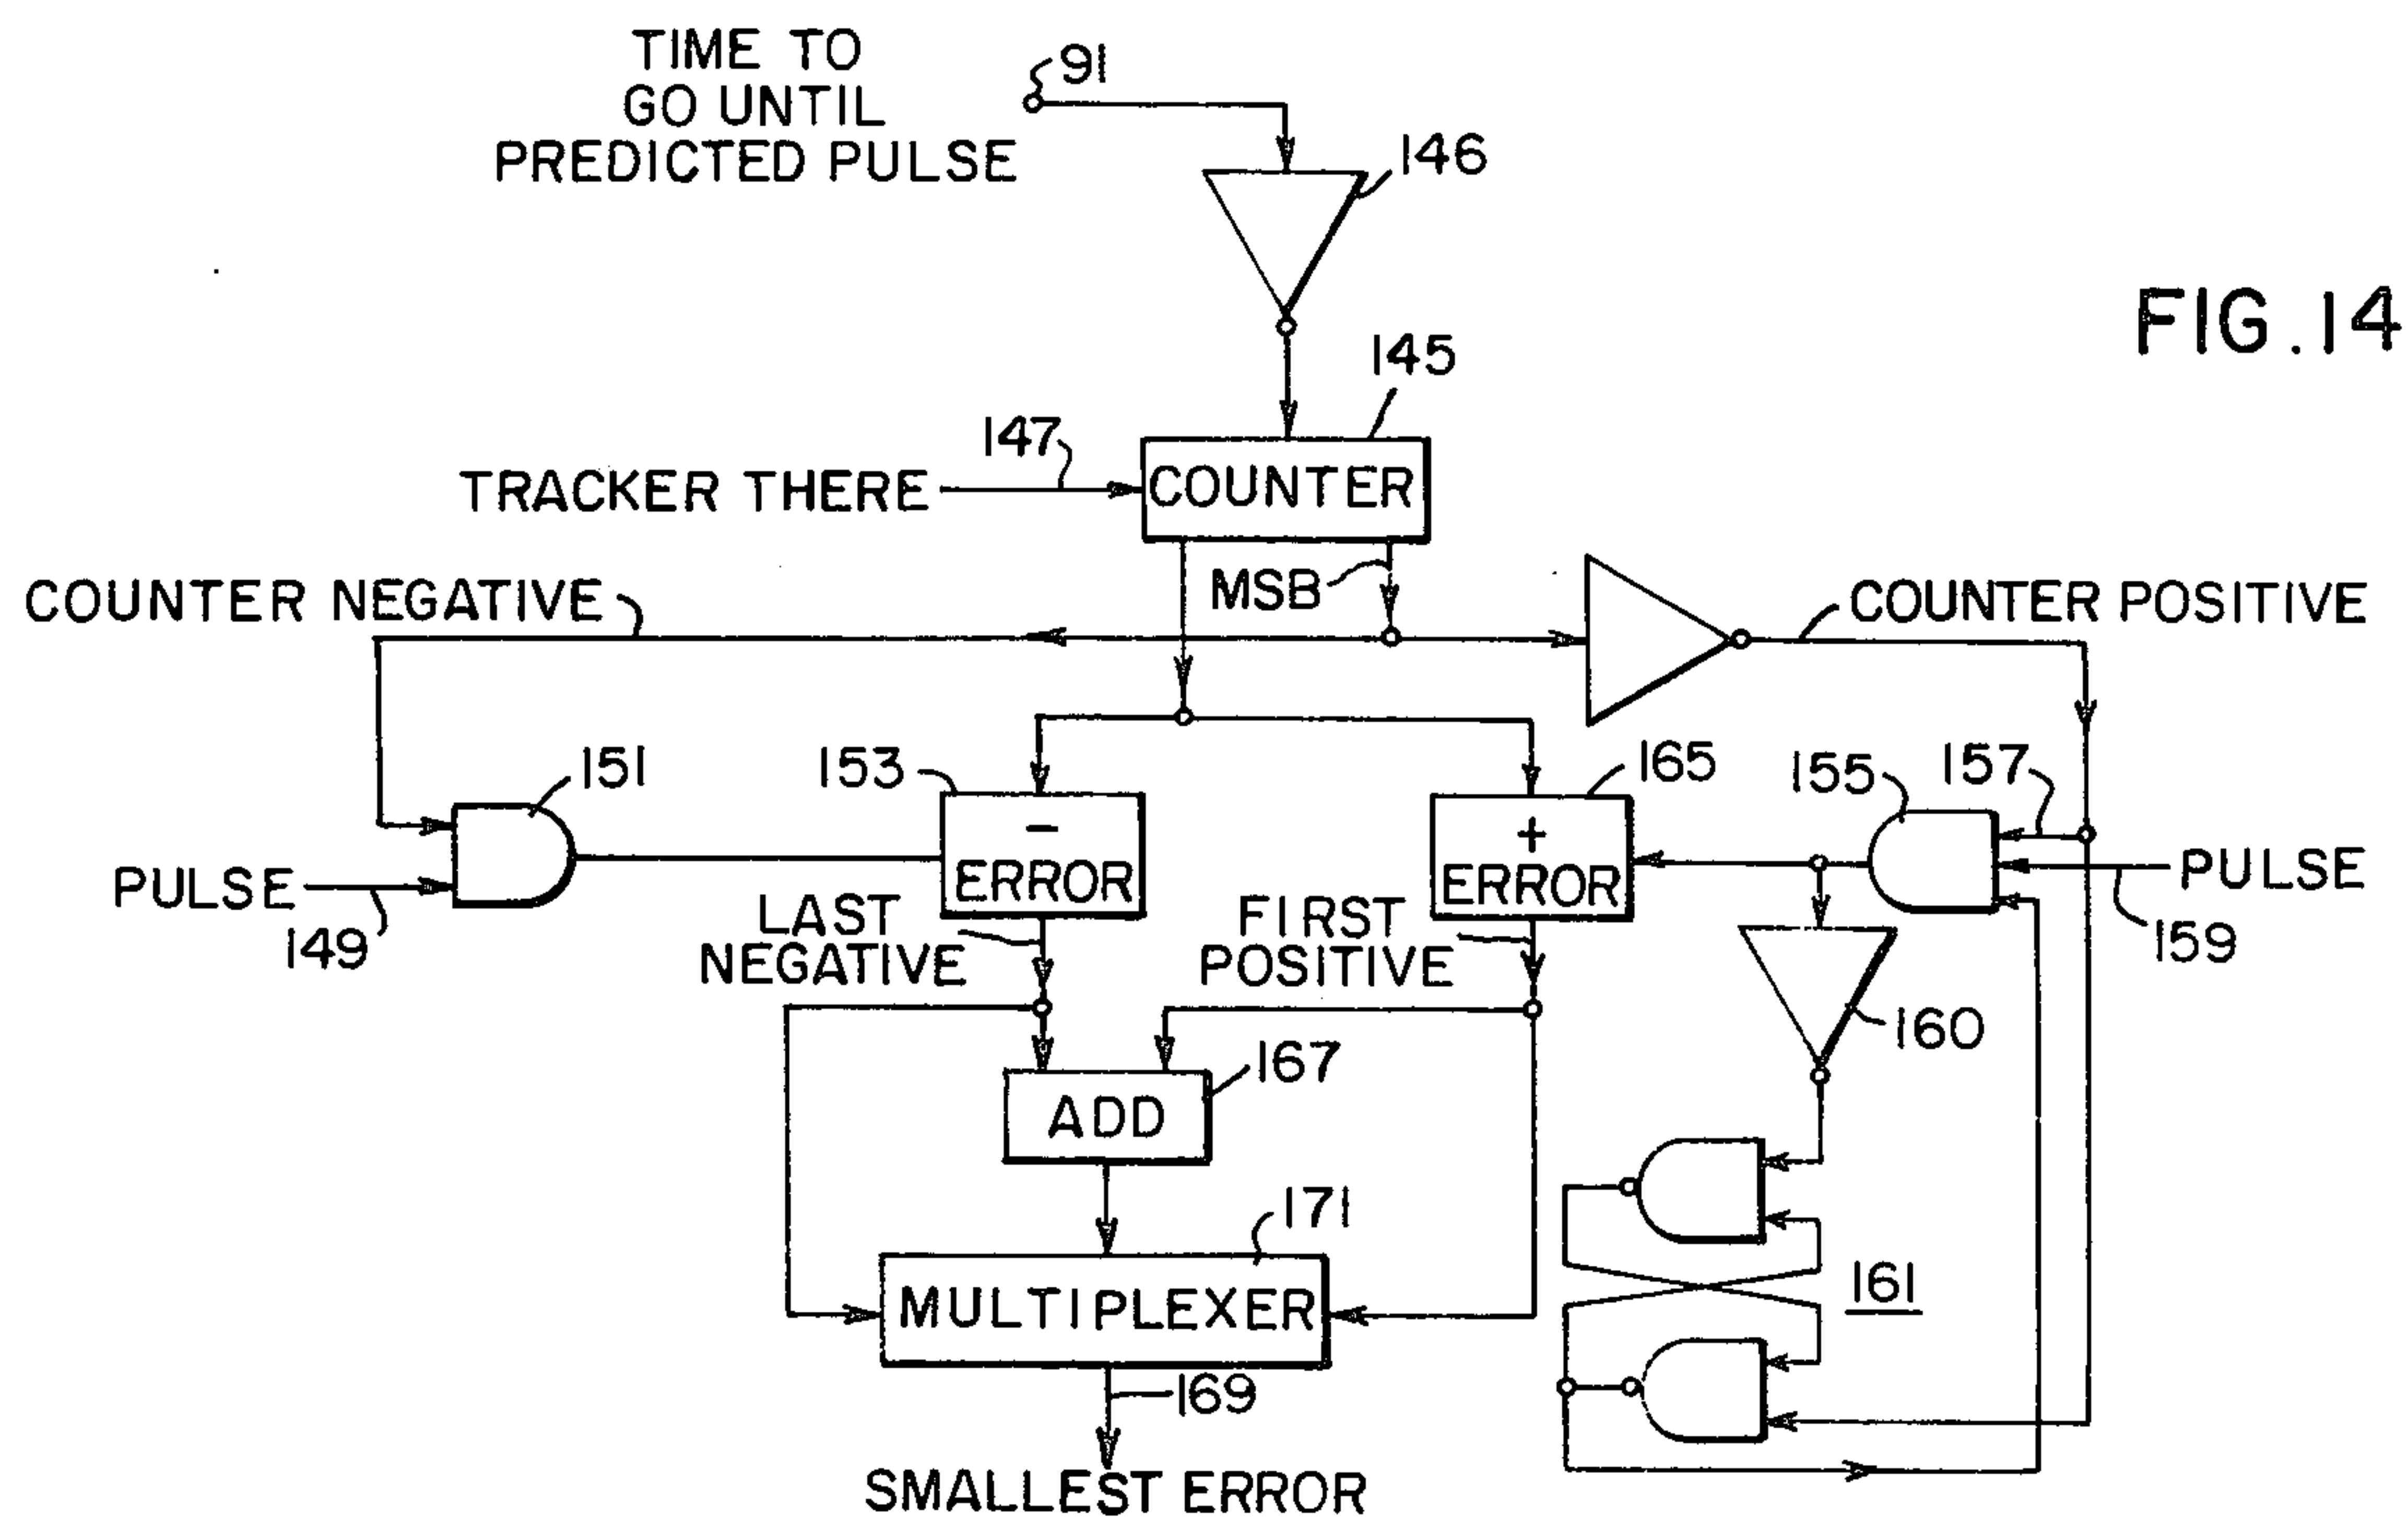 TIME TO
GO UNTIL
PREDICTED PULSE
91
146
FIG. 14
145
147
TRACKER THERE
COUNTER
MSB
COUNTER NEGATIVE
COUNTER POSITIVE
151
153
165
155
157
PULSE
149
−
ERROR
+
ERROR
PULSE
159
LAST
NEGATIVE
FIRST
POSITIVE
160
167
ADD
171
MULTIPLEXER
161
169
SMALLEST ERROR